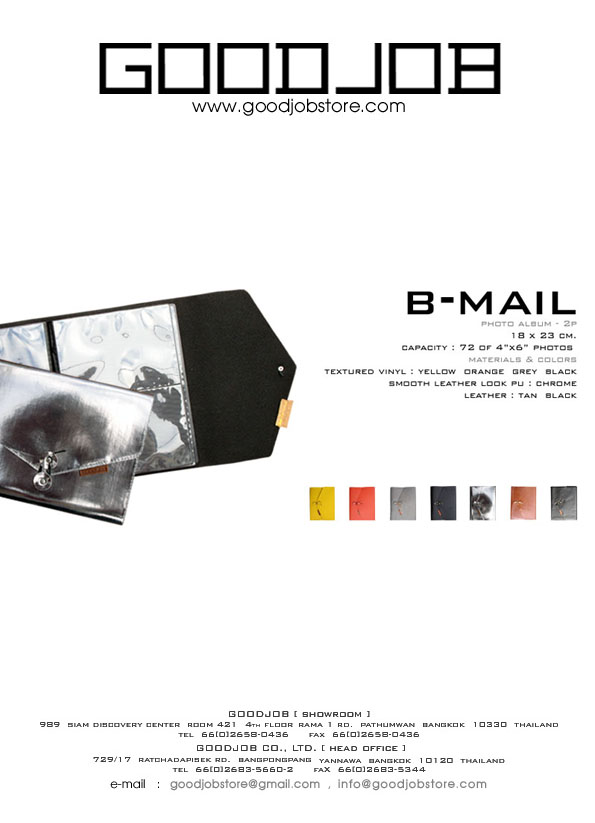 GOODJOB
www.goodjobstore.com
B-MAIL
PHOTO ALBUM - 2P
18 x 23 CM.
CAPACITY : 72 OF 4"x6" PHOTOS
MATERIALS & COLORS
TEXTURED VINYL : YELLOW ORANGE GREY BLACK
SMOOTH LEATHER LOOK PU : CHROME
LEATHER : TAN BLACK
GOODJOB [ SHOWROOM ]
989 SIAM DISCOVERY CENTER ROOM 421 4TH FLOOR RAMA 1 RD. PATHUMWAN BANGKOK 10330 THAILAND
TEL 66(0)2658-0436 FAX 66(0)2658-0436
GOODJOB CO., LTD. [ HEAD OFFICE ]
729/17 RATCHADAPISEK RD. BANGPONGPANG YANNAWA BANGKOK 10120 THAILAND
TEL 66(0)2683-5660-2 FAX 66(0)2683-5344
e-mail : goodjobstore@gmail.com , info@goodjobstore.com